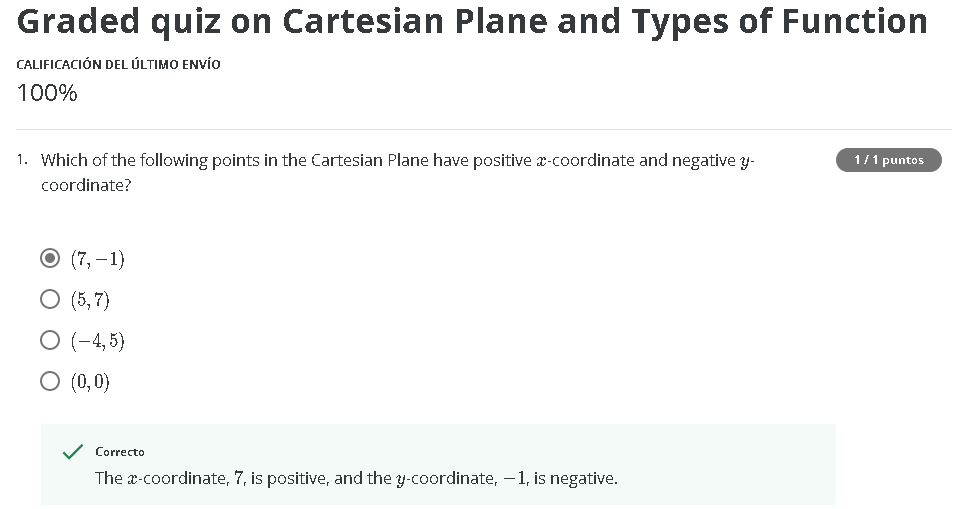 Graded quiz on Cartesian Plane and Types of Function
CALIFICACIÓN DEL ÚLTIMO ENVÍO
100%
1. Which of the following points in the Cartesian Plane have positive x-coordinate and negative y-
coordinate?
1 / 1 puntos
(7, −1)
(5, 7)
(−4, 5)
(0, 0)
Correcto
The x-coordinate, 7, is positive, and the y-coordinate, −1, is negative.